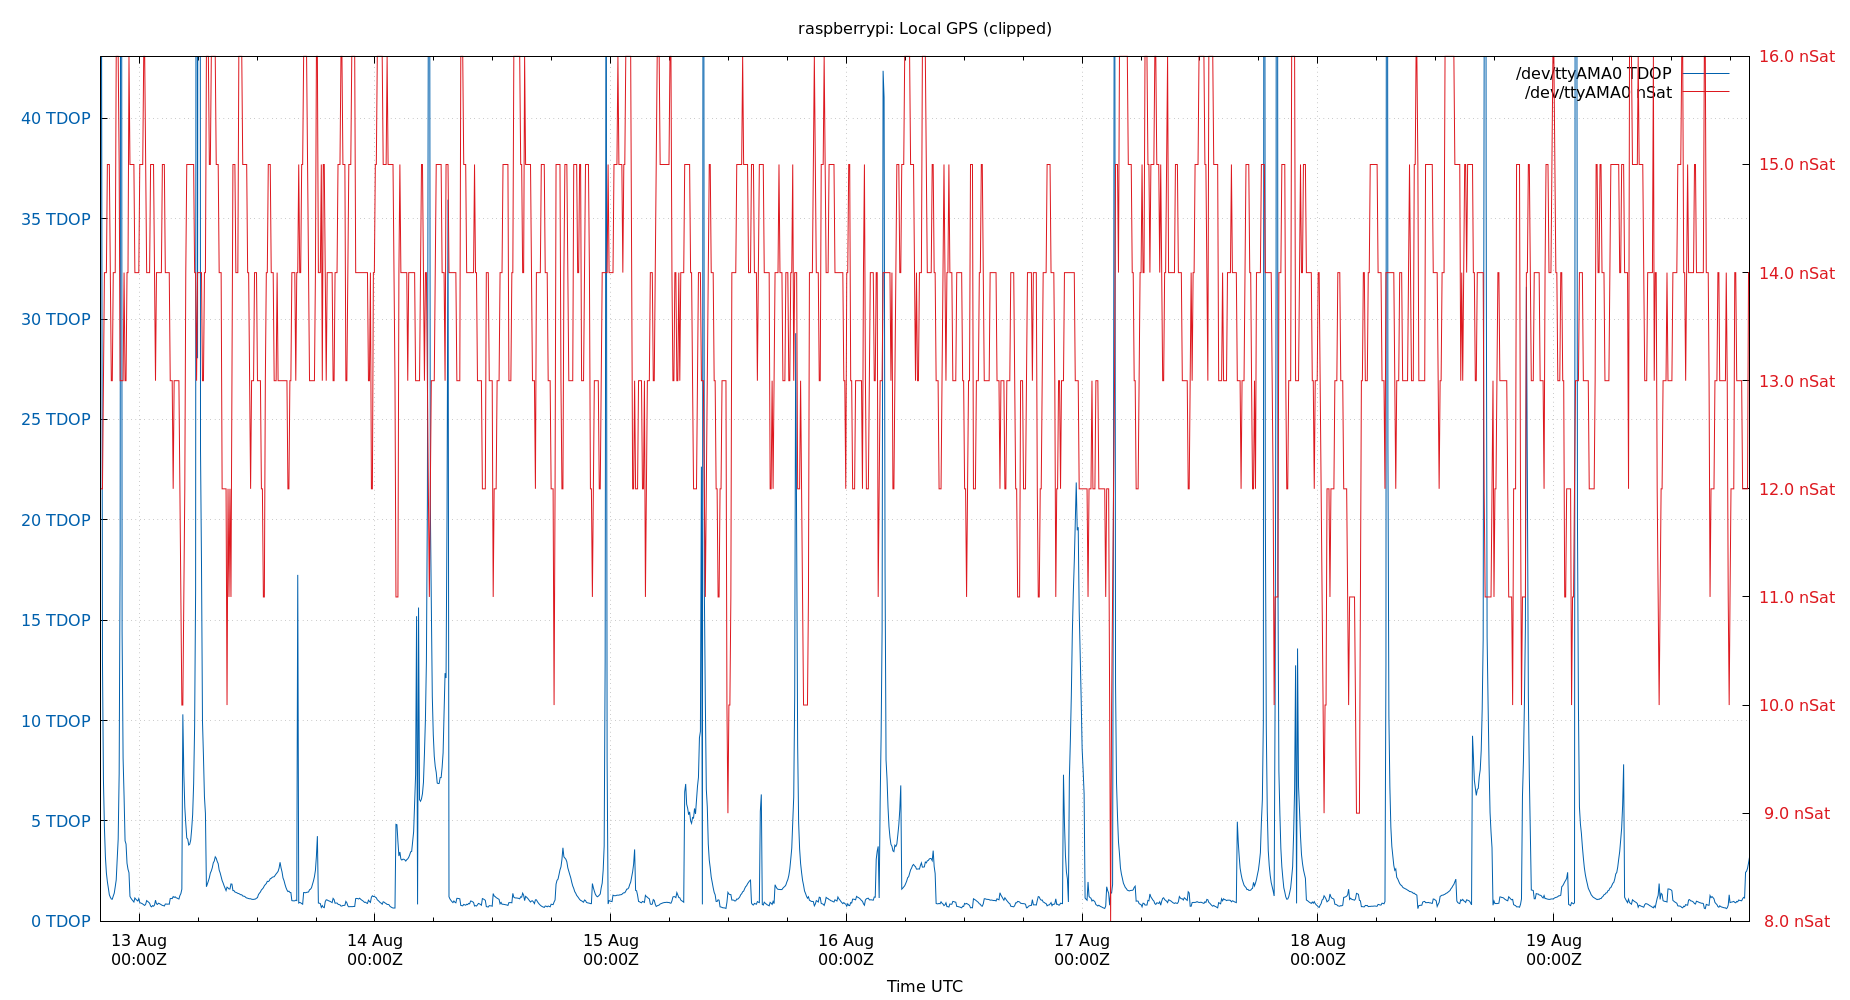 raspberrypi: Local GPS (clipped)
/dev/ttyAMA0 TDOP
/dev/ttyAMA0 nSat
40 TDOP
35 TDOP
30 TDOP
25 TDOP
20 TDOP
15 TDOP
10 TDOP
5 TDOP
0 TDOP
16.0 nSat
15.0 nSat
14.0 nSat
13.0 nSat
12.0 nSat
11.0 nSat
10.0 nSat
9.0 nSat
8.0 nSat
13 Aug
00:00Z
14 Aug
00:00Z
15 Aug
00:00Z
16 Aug
00:00Z
17 Aug
00:00Z
18 Aug
00:00Z
19 Aug
00:00Z
Time UTC